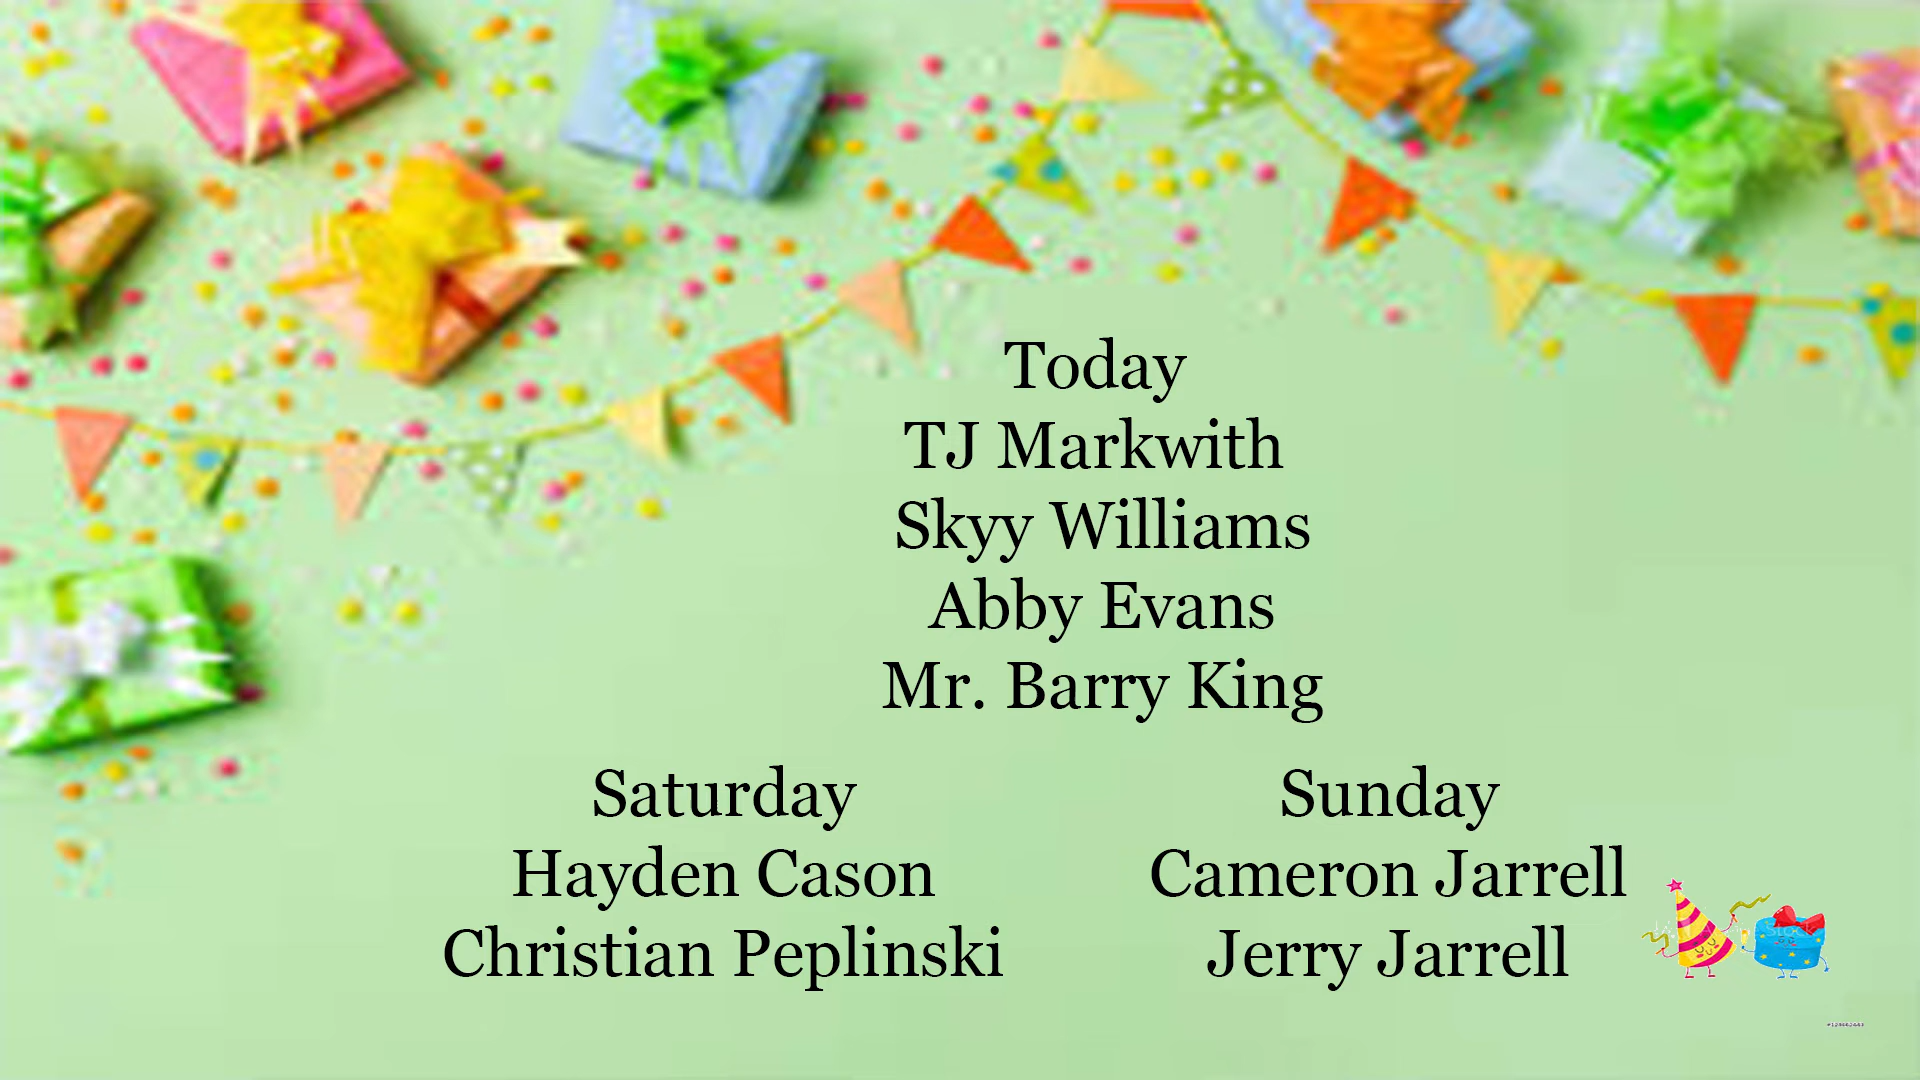 Today
TJ Markwith
Skyy Williams
Abby Evans
Mr. Barry King
Saturday
Hayden Cason
Christian Peplinski
Sunday
Cameron Jarrell
Jerry Jarrell